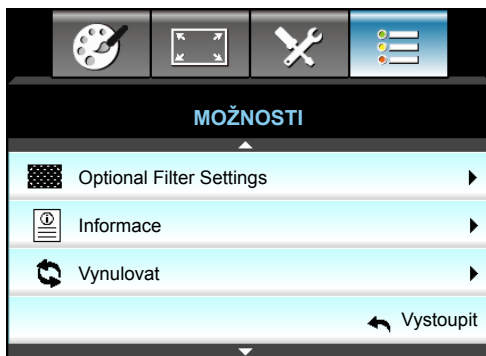 MOŽNOSTI
Optional Filter Settings
Informace
Vynulovat
Vystoupit